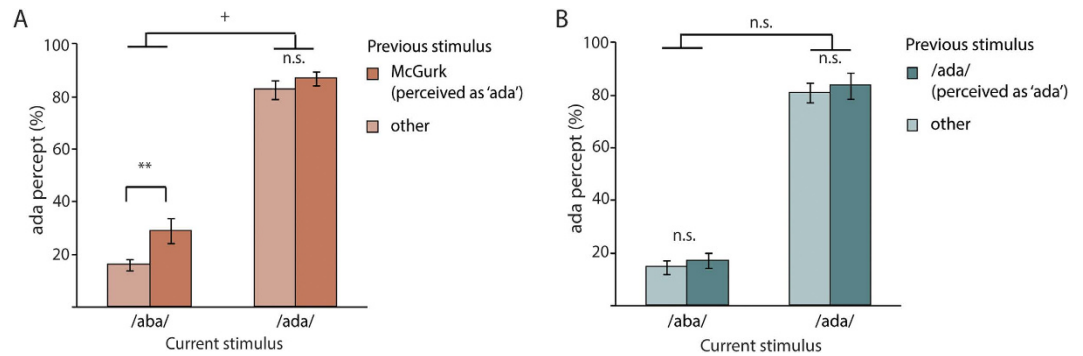 A
+
100
80
60
40
20
ada percept (%)
**
n.s.
/aba/
/ada/
Current stimulus
Previous stimulus
McGurk
(perceived as 'ada')
other
B
n.s.
100
80
60
40
20
ada percept (%)
n.s.
n.s.
/aba/
/ada/
Current stimulus
Previous stimulus
/ada/
(perceived as 'ada')
other